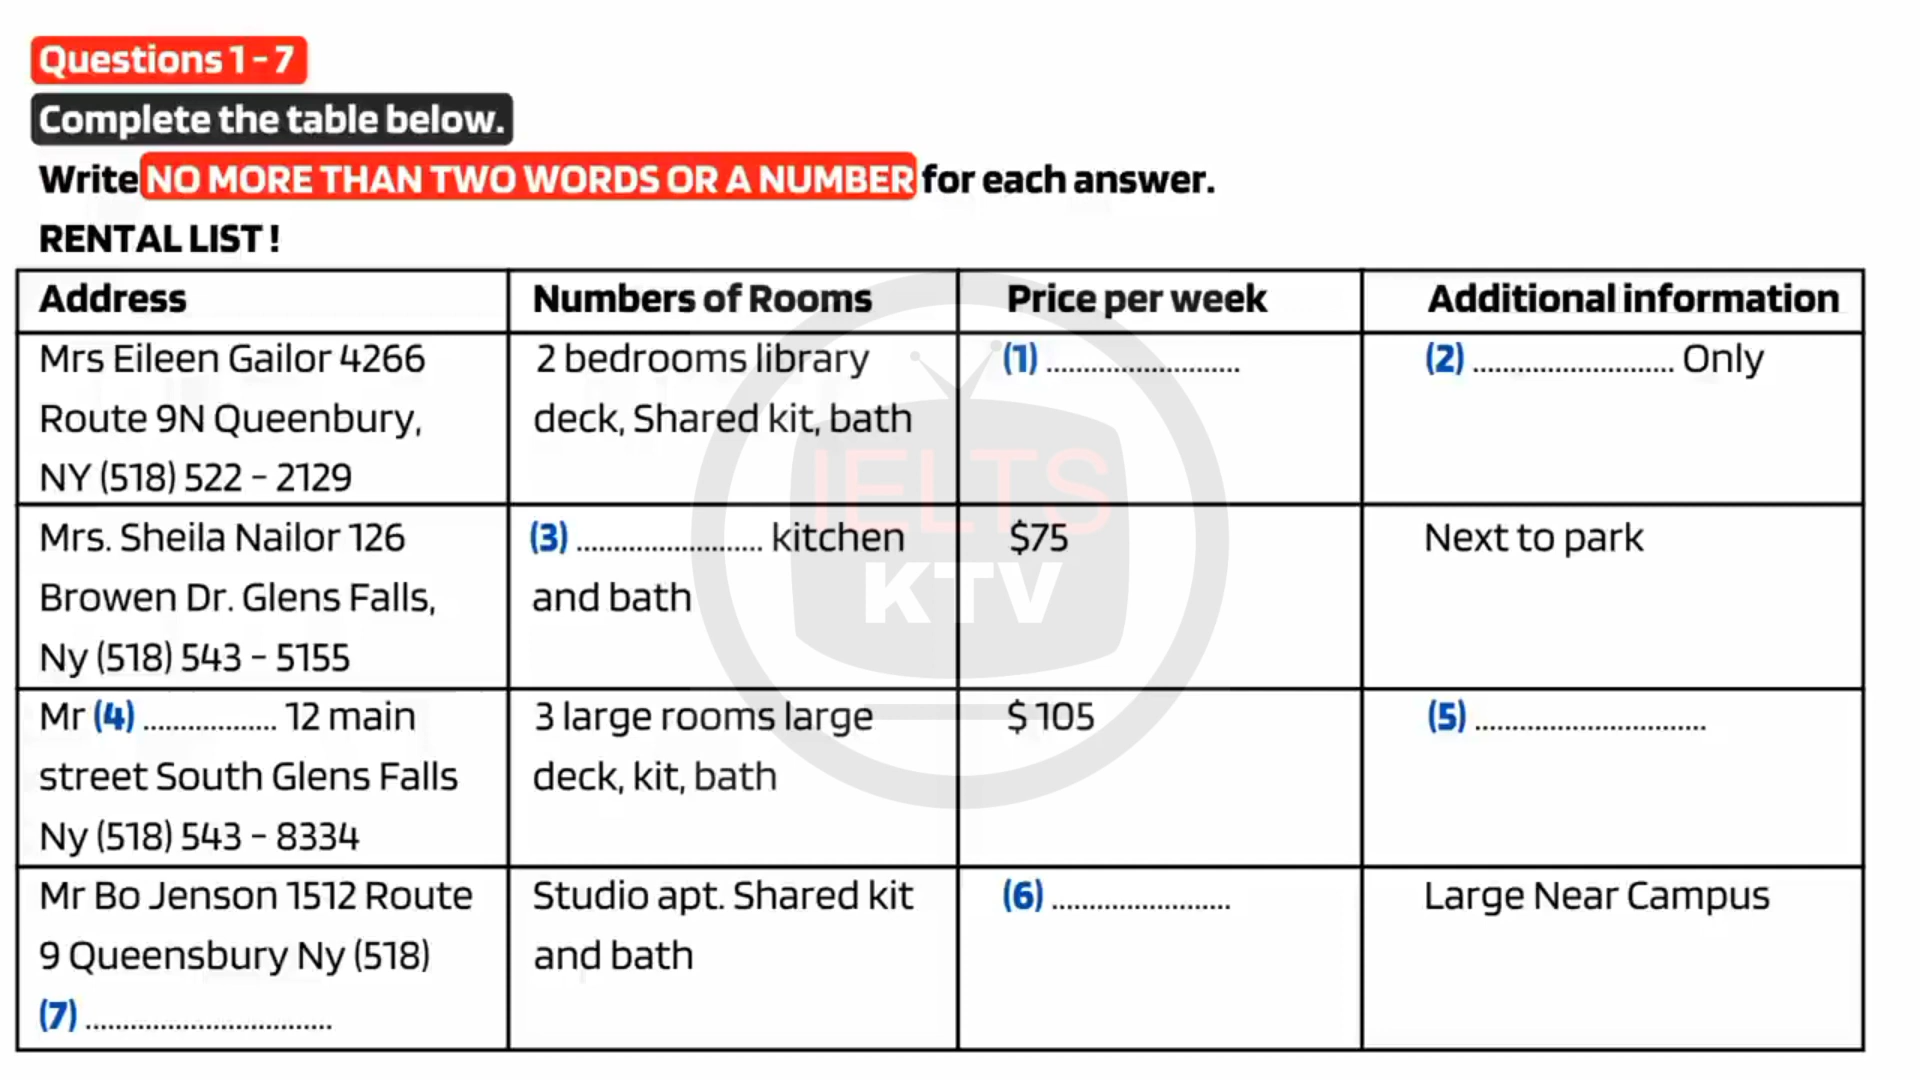 Questions 1 - 7
Complete the table below.
Write NO MORE THAN TWO WORDS OR A NUMBER for each answer.
RENTAL LIST !
Address Numbers of Rooms Price per week Additional information
Mrs Eileen Gailor 4266
Route 9N Queenbury,
NY (518) 522 - 2129
2 bedrooms library
deck, Shared kit, bath
(1) ..........................
(2) ........................... Only
Mrs. Sheila Nailor 126
Browen Dr. Glens Falls,
Ny (518) 543 - 5155
(3) ......................... kitchen
and bath
$75
Next to park
Mr (4) .................. 12 main
street South Glens Falls
Ny (518) 543 - 8334
3 large rooms large
deck, kit, bath
$ 105
(5) ...............................
Mr Bo Jenson 1512 Route
9 Queensbury Ny (518)
(7) .................................
Studio apt. Shared kit
and bath
(6) ........................
Large Near Campus
IELTS
KTV